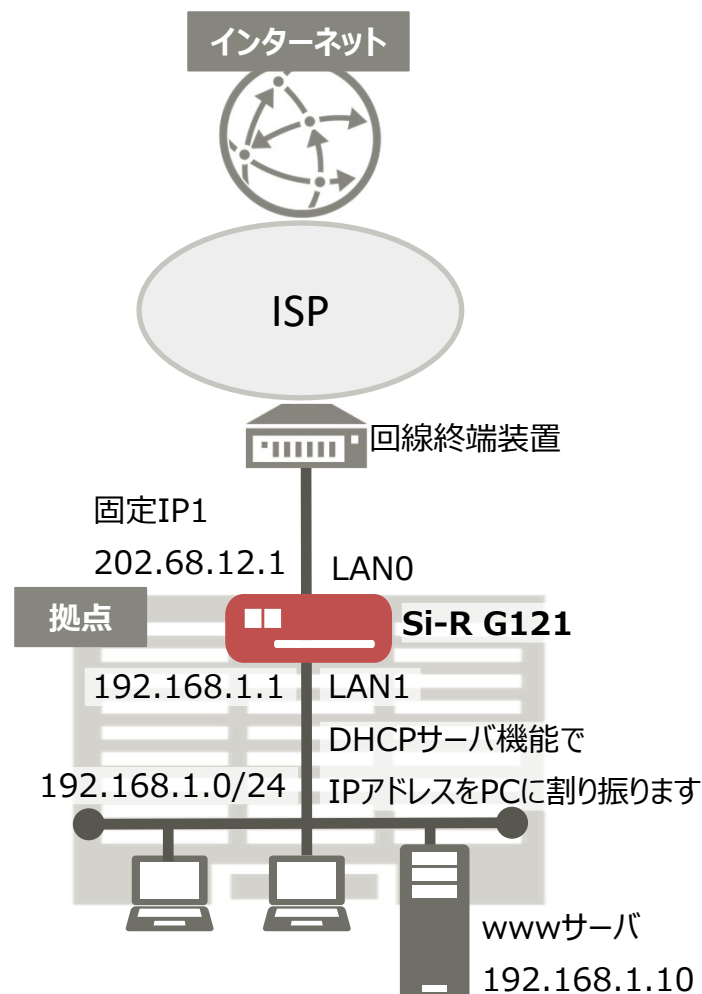 インターネット
ISP
回線終端装置
固定IP1
202.68.12.1
LAN0
拠点
Si-R G121
192.168.1.1
LAN1
DHCPサーバ機能で
192.168.1.0/24
IPアドレスをPCに割り振ります
wwwサーバ
192.168.1.10